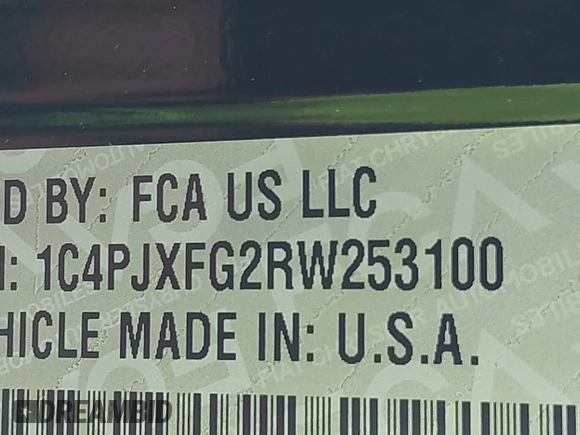 D BY: FCA US LLC
: 1C4PJXFG2RW253100
HICLE MADE IN: U.S.A.
DREAMBID